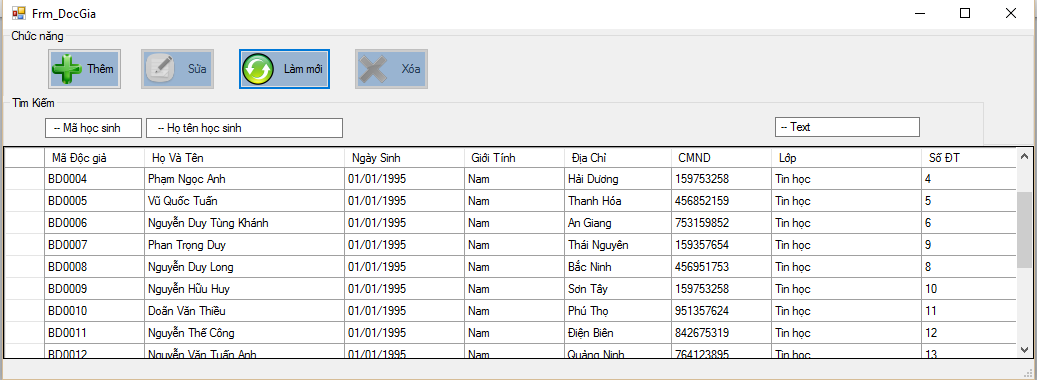 Frm_DocGia
Chức năng
Thêm Sửa Làm mới Xóa
Tìm Kiếm
-- Mã học sinh -- Họ tên học sinh -- Text
Mã Độc giả Họ Và Tên Ngày Sinh Giới Tính Địa Chỉ CMND Lớp Số ĐT
BD0004 Phạm Ngọc Anh 01/01/1995 Nam Hải Dương 159753258 Tin học 4
BD0005 Vũ Quốc Tuấn 01/01/1995 Nam Thanh Hóa 456852159 Tin học 5
BD0006 Nguyễn Duy Tùng Khánh 01/01/1995 Nam An Giang 753159852 Tin học 6
BD0007 Phan Trọng Duy 01/01/1995 Nam Thái Nguyên 159357654 Tin học 9
BD0008 Nguyễn Duy Long 01/01/1995 Nam Bắc Ninh 456951753 Tin học 8
BD0009 Nguyễn Hữu Huy 01/01/1995 Nam Sơn Tây 159753258 Tin học 10
BD0010 Doãn Văn Thiều 01/01/1995 Nam Phú Thọ 951357624 Tin học 11
BD0011 Nguyễn Thế Công 01/01/1995 Nam Điện Biên 842675319 Tin học 12
BD0012 Nguyễn Văn Tuấn Anh 01/01/1995 Nam Quảng Ninh 764123895 Tin học 13